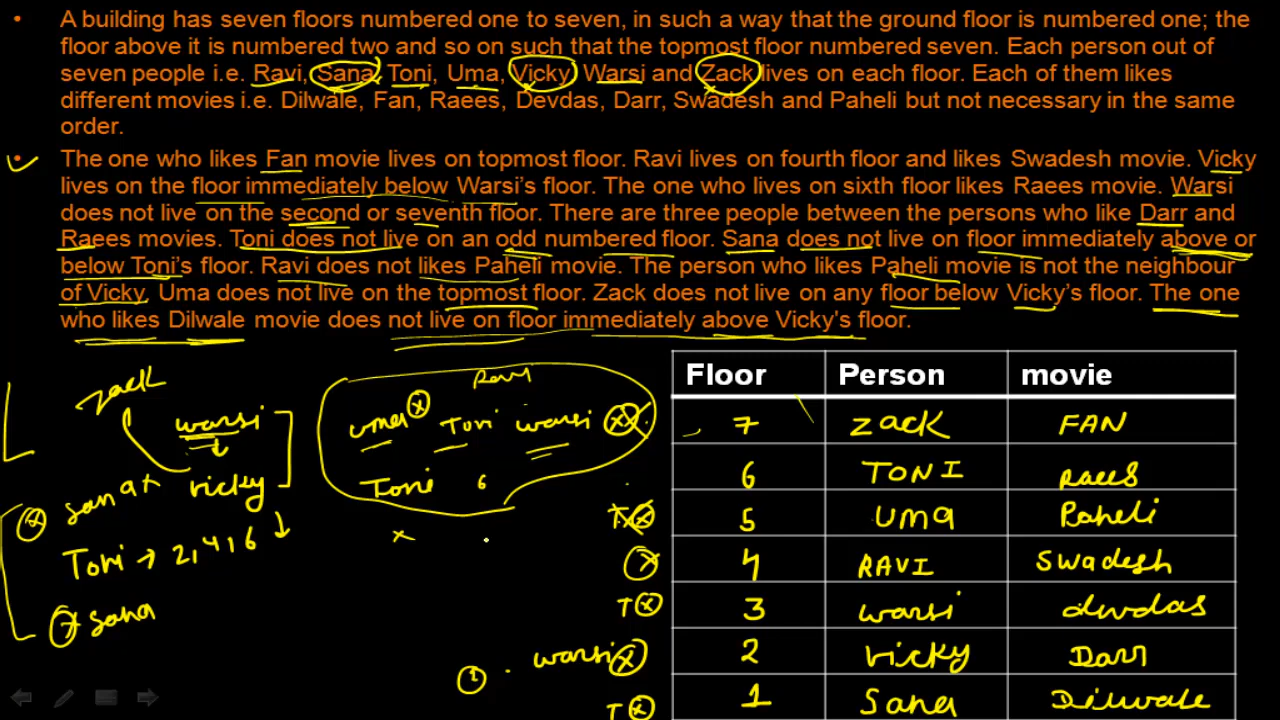 • A building has seven floors numbered one to seven, in such a way that the ground floor is numbered one; the
floor above it is numbered two and so on such that the topmost floor numbered seven. Each person out of
seven people i.e. Ravi, Sana, Toni, Uma, Vicky, Warsi and Zack lives on each floor. Each of them likes
different movies i.e. Dilwale, Fan, Raees, Devdas, Darr, Swadesh and Paheli but not necessary in the same
order.
• The one who likes Fan movie lives on topmost floor. Ravi lives on fourth floor and likes Swadesh movie. Vicky
lives on the floor immediately below Warsi's floor. The one who lives on sixth floor likes Raees movie. Warsi
does not live on the second or seventh floor. There are three people between the persons who like Darr and
Raees movies. Toni does not live on an odd numbered floor. Sana does not live on floor immediately above or
below Toni's floor. Ravi does not likes Paheli movie. The person who likes Paheli movie is not the neighbour
of Vicky. Uma does not live on the topmost floor. Zack does not live on any floor below Vicky's floor. The one
who likes Dilwale movie does not live on floor immediately above Vicky's floor.
zack
warsi
sana x vicky
Toni → 2,4,6 ↓
7 sana
Ravi
uma x Toni warsi x
Toni 6
x
T x
x
T x
1 . warsi x
T x
Floor Person movie
7 zack FAN
6 TONI Raees
5 uma Paheli
4 RAVI Swadesh
3 warsi dwdas
2 vicky Darr
1 Sana Dilwale